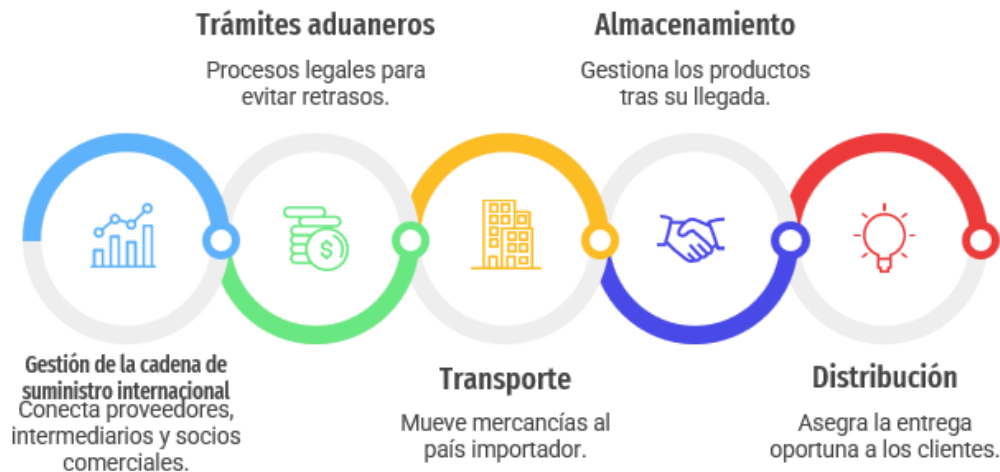 Trámites aduaneros
Procesos legales para
evitar retrasos.
Almacenamiento
Gestiona los productos
tras su llegada.
$
Gestión de la cadena de
suministro internacional
Conecta proveedores,
intermediarios y socios
comerciales.
Transporte
Mueve mercancías al
país importador.
Distribución
Asegra la entrega
oportuna a los clientes.